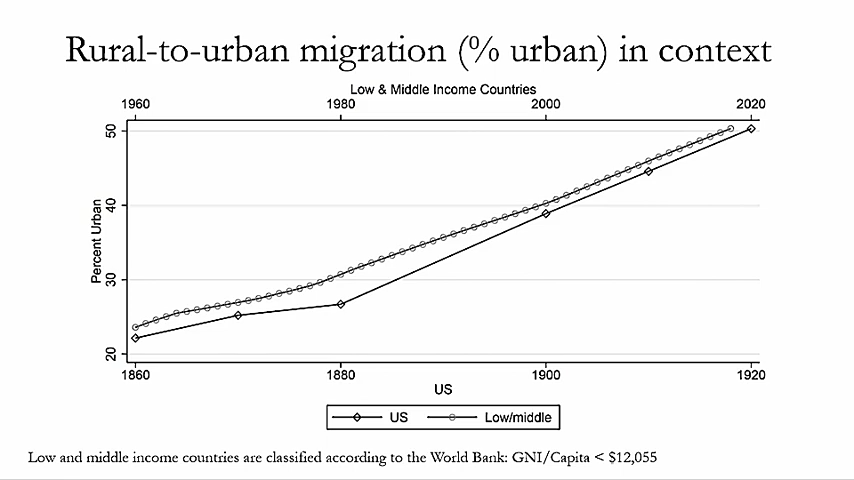 Rural-to-urban migration (% urban) in context
Low & Middle Income Countries
1960 1980 2000 2020
50
40
30
20
Percent Urban
1860 1880 1900 1920
US
US Low/middle
Low and middle income countries are classified according to the World Bank: GNI/Capita < $12,055